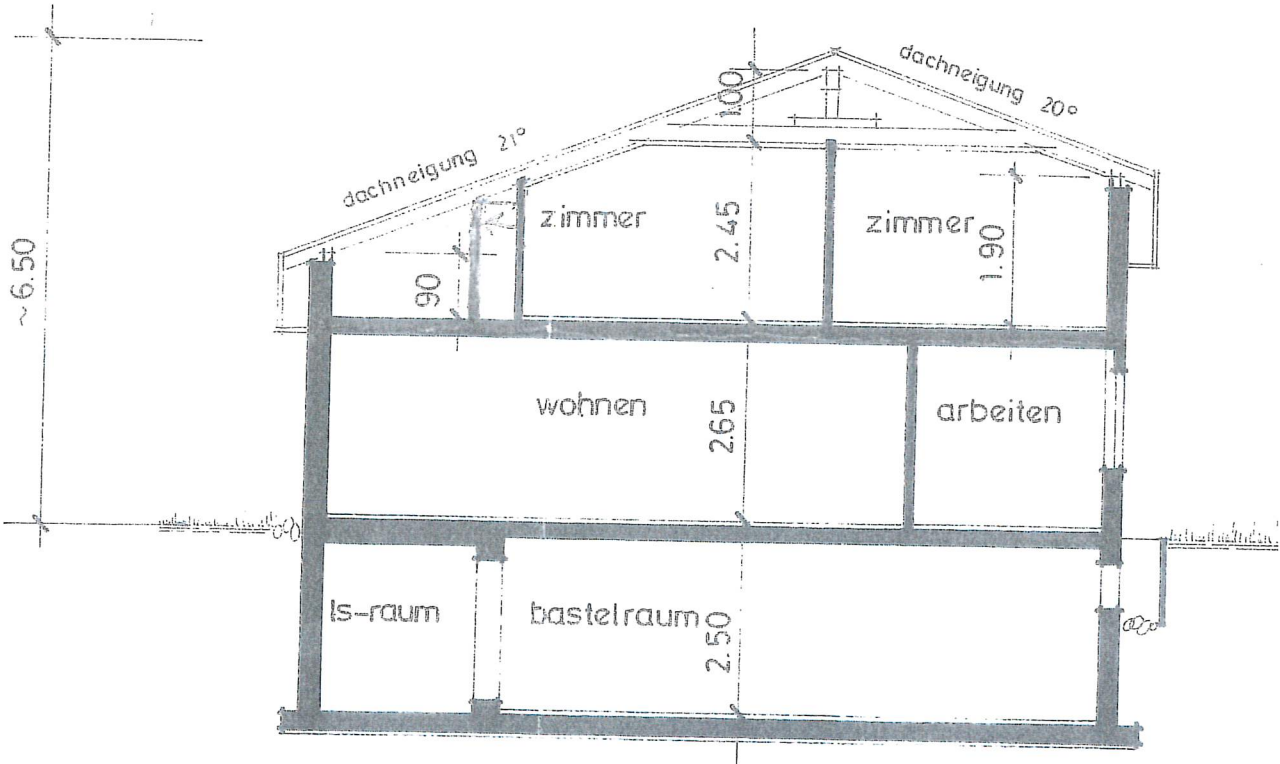 dachneigung 20°
1.00
dachneigung 21°
zimmer
2.45
zimmer
1.90
~6.50
90
wohnen
2.65
arbeiten
ls-raum
bastelraum
2.50